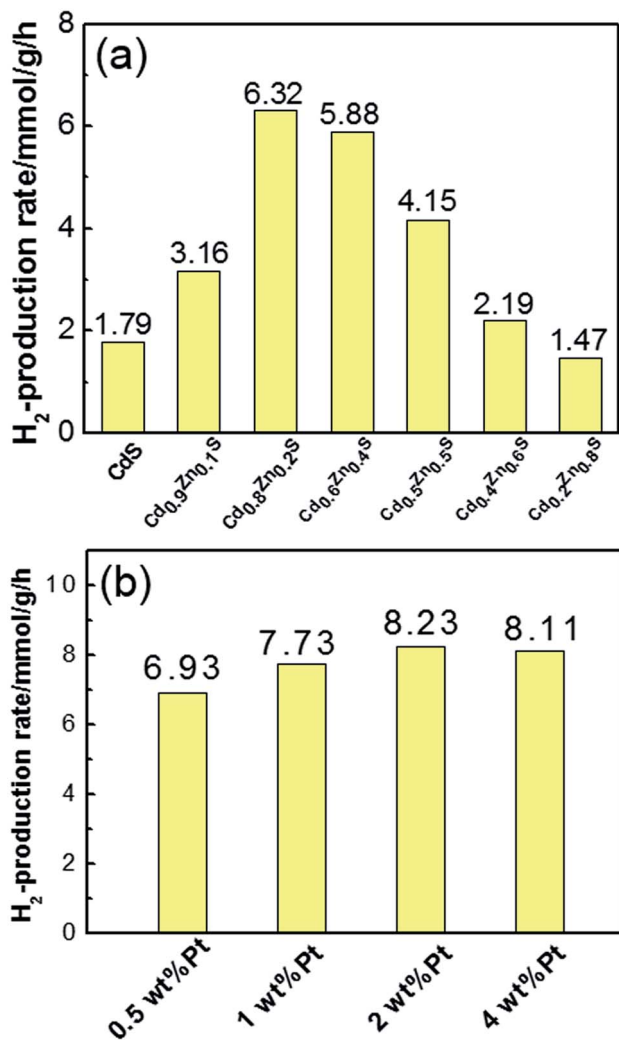 (a)
H2-production rate/mmol/g/h
8
6
4
2
0
1.79
3.16
6.32
5.88
4.15
2.19
1.47
CdS
Cd0.9Zn0.1S
Cd0.8Zn0.2S
Cd0.6Zn0.4S
Cd0.5Zn0.5S
Cd0.4Zn0.6S
Cd0.2Zn0.8S
(b)
H2-production rate/mmol/g/h
10
8
6
4
2
0
6.93
7.73
8.23
8.11
0.5 wt%Pt
1 wt%Pt
2 wt%Pt
4 wt%Pt